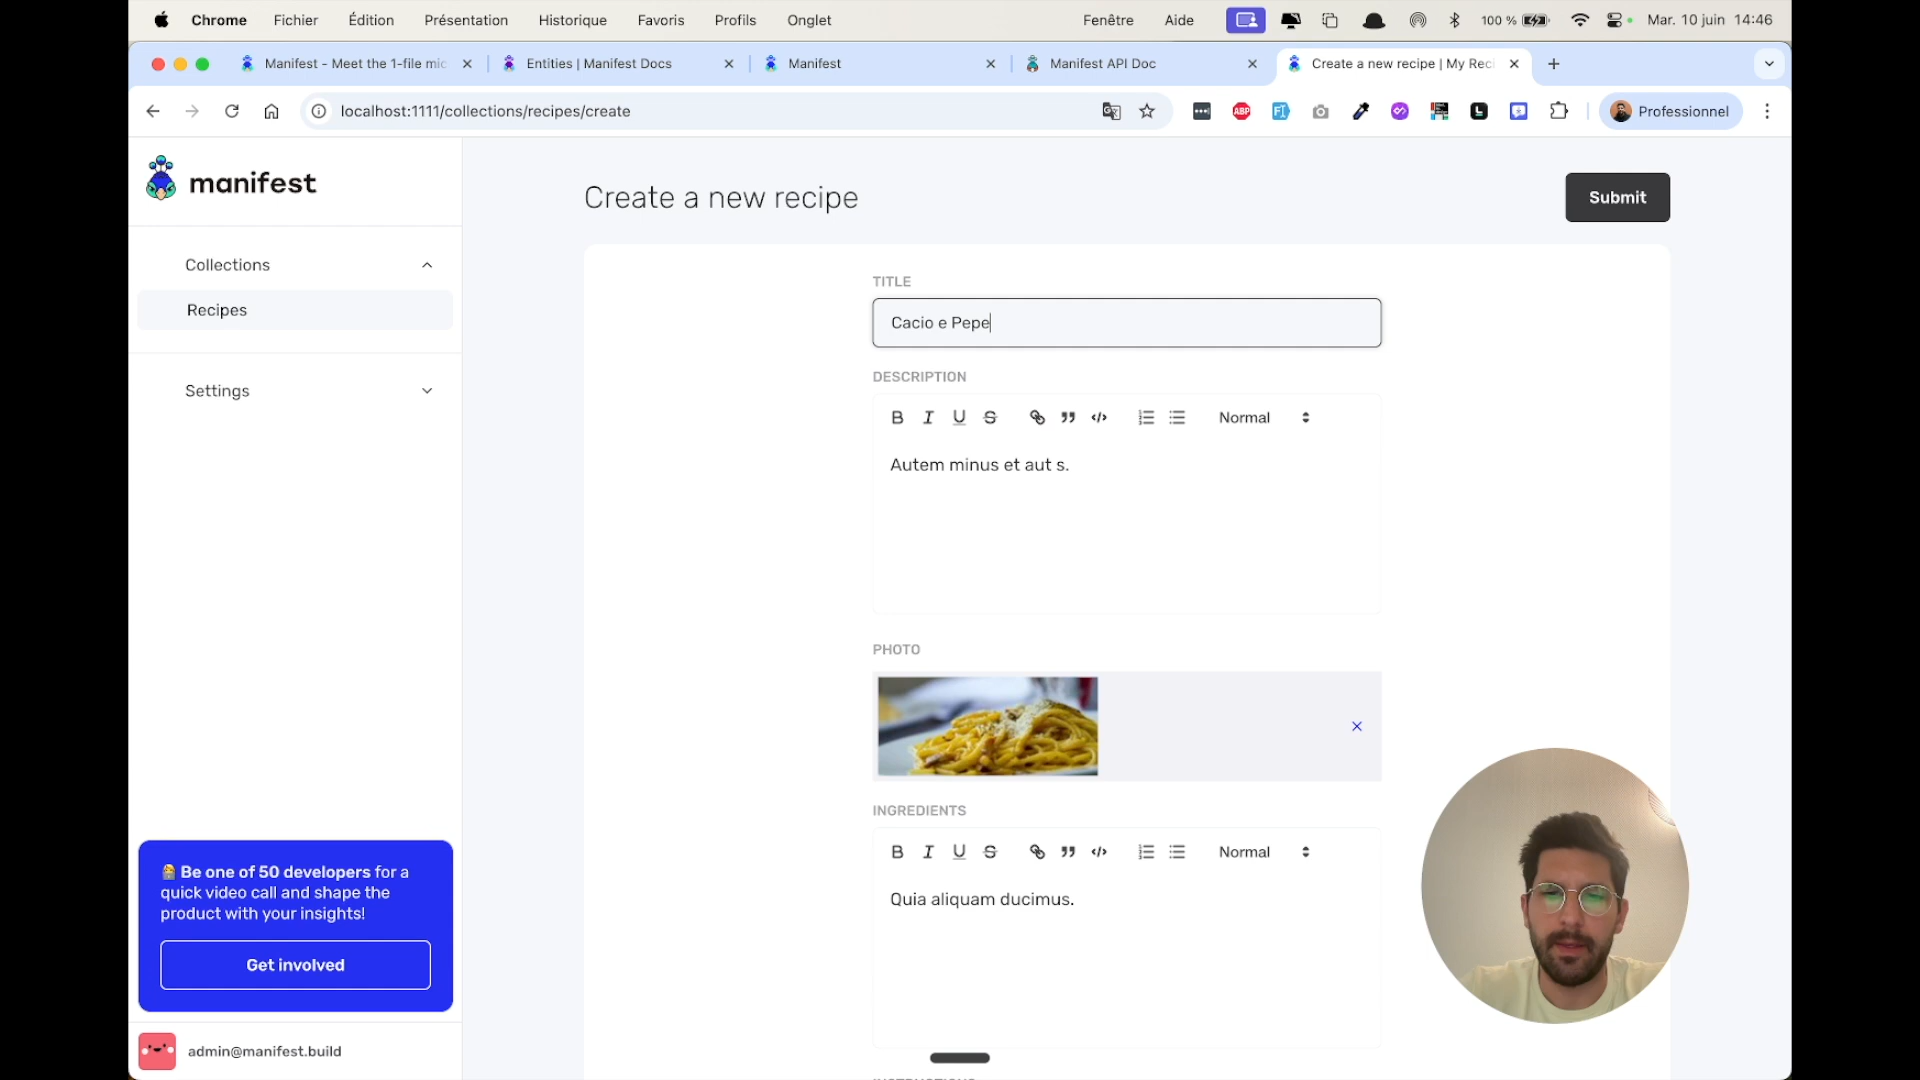 Chrome Fichier Édition Présentation Historique Favoris Profils Onglet Fenêtre Aide 100 % Mar. 10 juin 14:46
Manifest - Meet the 1-file mic Entities | Manifest Docs Manifest Manifest API Doc Create a new recipe | My Reci
localhost:1111/collections/recipes/create ABP Professionnel
manifest
Create a new recipe
Submit
Collections
Recipes
Settings
TITLE
Cacio e Pepe
DESCRIPTION
B I U S Normal
Autem minus et aut s.
PHOTO
INGREDIENTS
B I U S Normal
Quia aliquam ducimus.
Be one of 50 developers for a
quick video call and shape the
product with your insights!
Get involved
admin@manifest.build